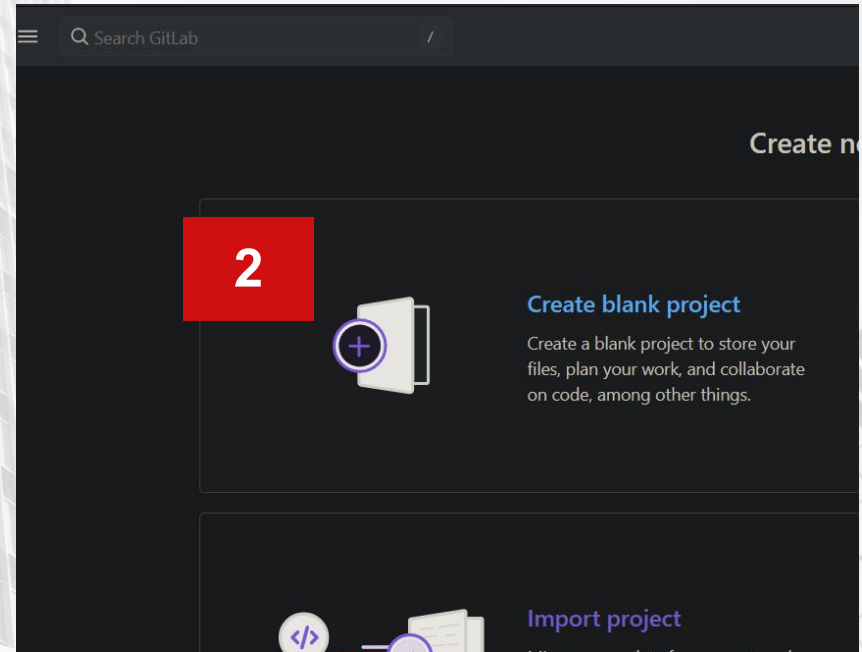 Search GitLab /
Create n
2
Create blank project
Create a blank project to store your
files, plan your work, and collaborate
on code, among other things.
</>
Import project